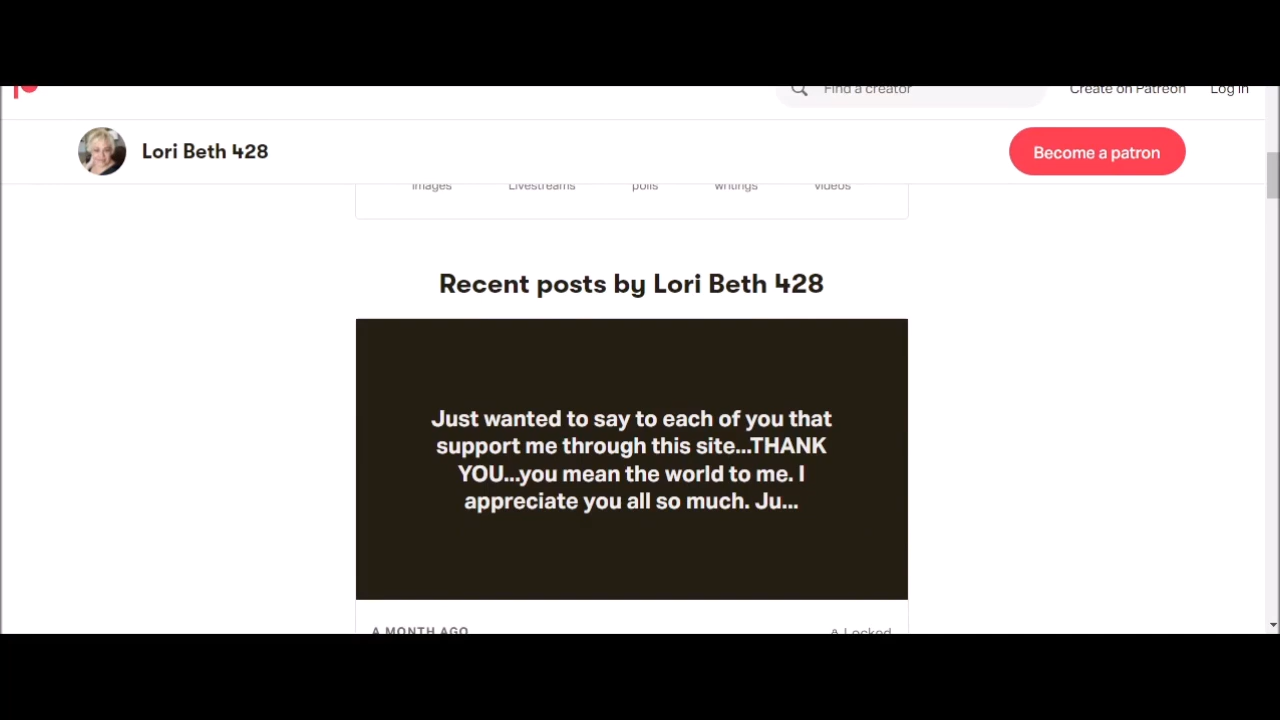 Find a creator
Create on Patreon
Log in
Lori Beth 428
Become a patron
images
Livestreams
polls
writings
videos
Recent posts by Lori Beth 428
Just wanted to say to each of you that
support me through this site...THANK
YOU...you mean the world to me. I
appreciate you all so much. Ju...
A MONTH AGO
Locked